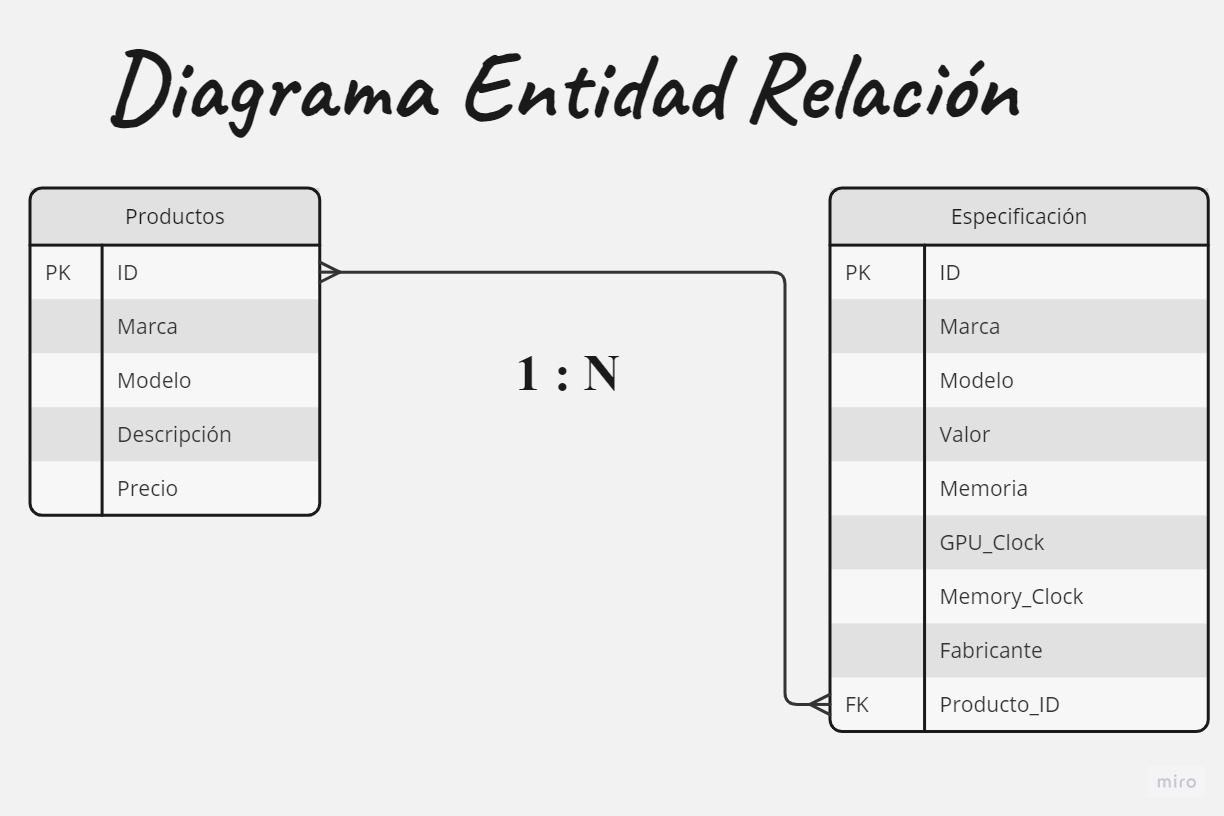 Diagrama Entidad Relación
Productos
PK ID
Marca
Modelo
Descripción
Precio
1 : N
Especificación
PK ID
Marca
Modelo
Valor
Memoria
GPU_Clock
Memory_Clock
Fabricante
FK Producto_ID
miro